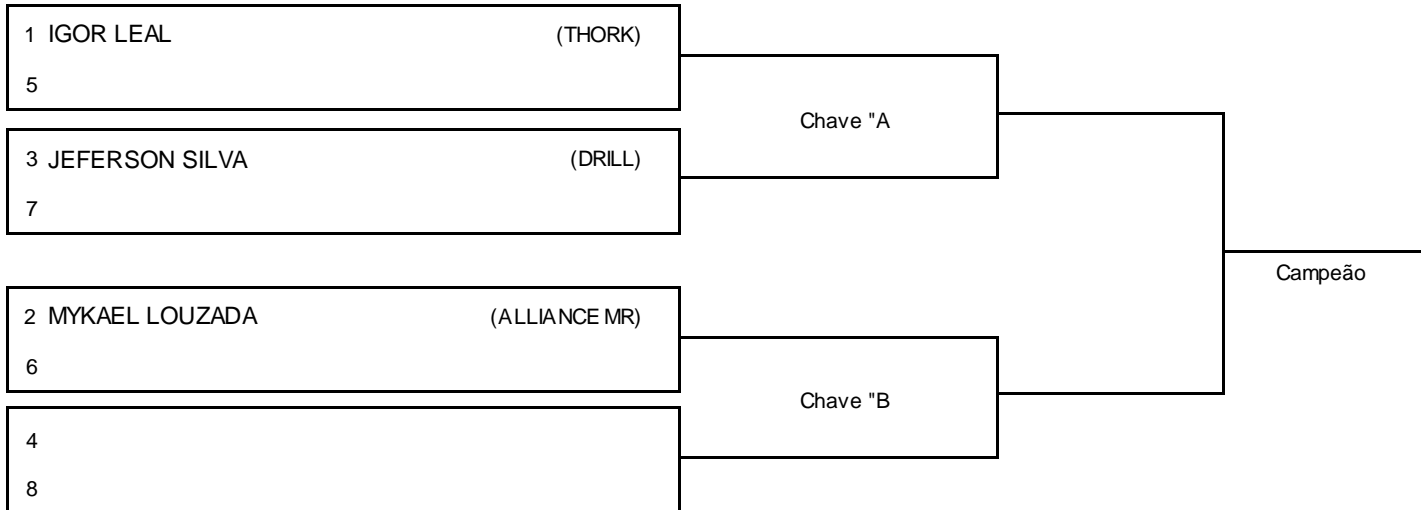 1 IGOR LEAL (THORK)
5
Chave "A
3 JEFERSON SILVA (DRILL)
7
Campeão
2 MYKAEL LOUZADA (ALLIANCE MR)
6
Chave "B
4
8